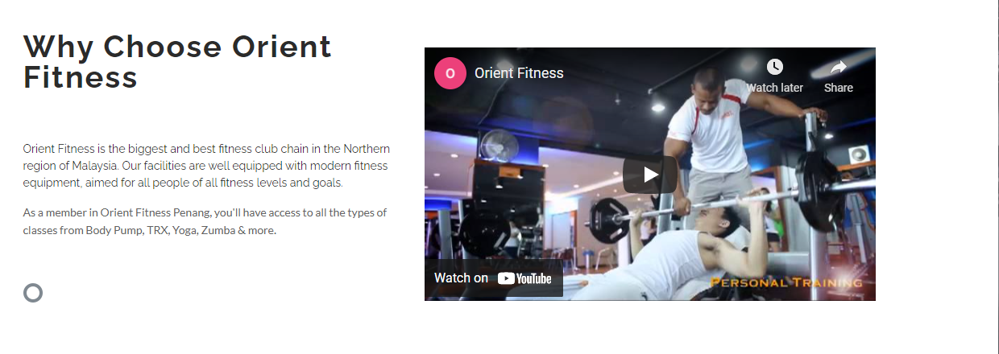 Why Choose Orient
Fitness
Orient Fitness is the biggest and best fitness club chain in the Northern
region of Malaysia. Our facilities are well equipped with modern fitness
equipment, aimed for all people of all fitness levels and goals.
As a member in Orient Fitness Penang, you'll have access to all the types of
classes from Body Pump, TRX, Yoga, Zumba & more.
O
Orient Fitness
Watch later
Share
Watch on YouTube
PERSONAL TRAINING